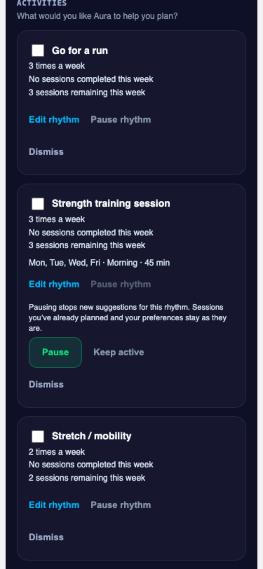 ACTIVITIES
What would you like Aura to help you plan?
Go for a run
3 times a week
No sessions completed this week
3 sessions remaining this week
Edit rhythm Pause rhythm
Dismiss
Strength training session
3 times a week
No sessions completed this week
3 sessions remaining this week
Mon, Tue, Wed, Fri · Morning · 45 min
Edit rhythm Pause rhythm
Pausing stops new suggestions for this rhythm. Sessions
you've already planned and your preferences stay as they
are.
Pause Keep active
Dismiss
Stretch / mobility
2 times a week
No sessions completed this week
2 sessions remaining this week
Edit rhythm Pause rhythm
Dismiss